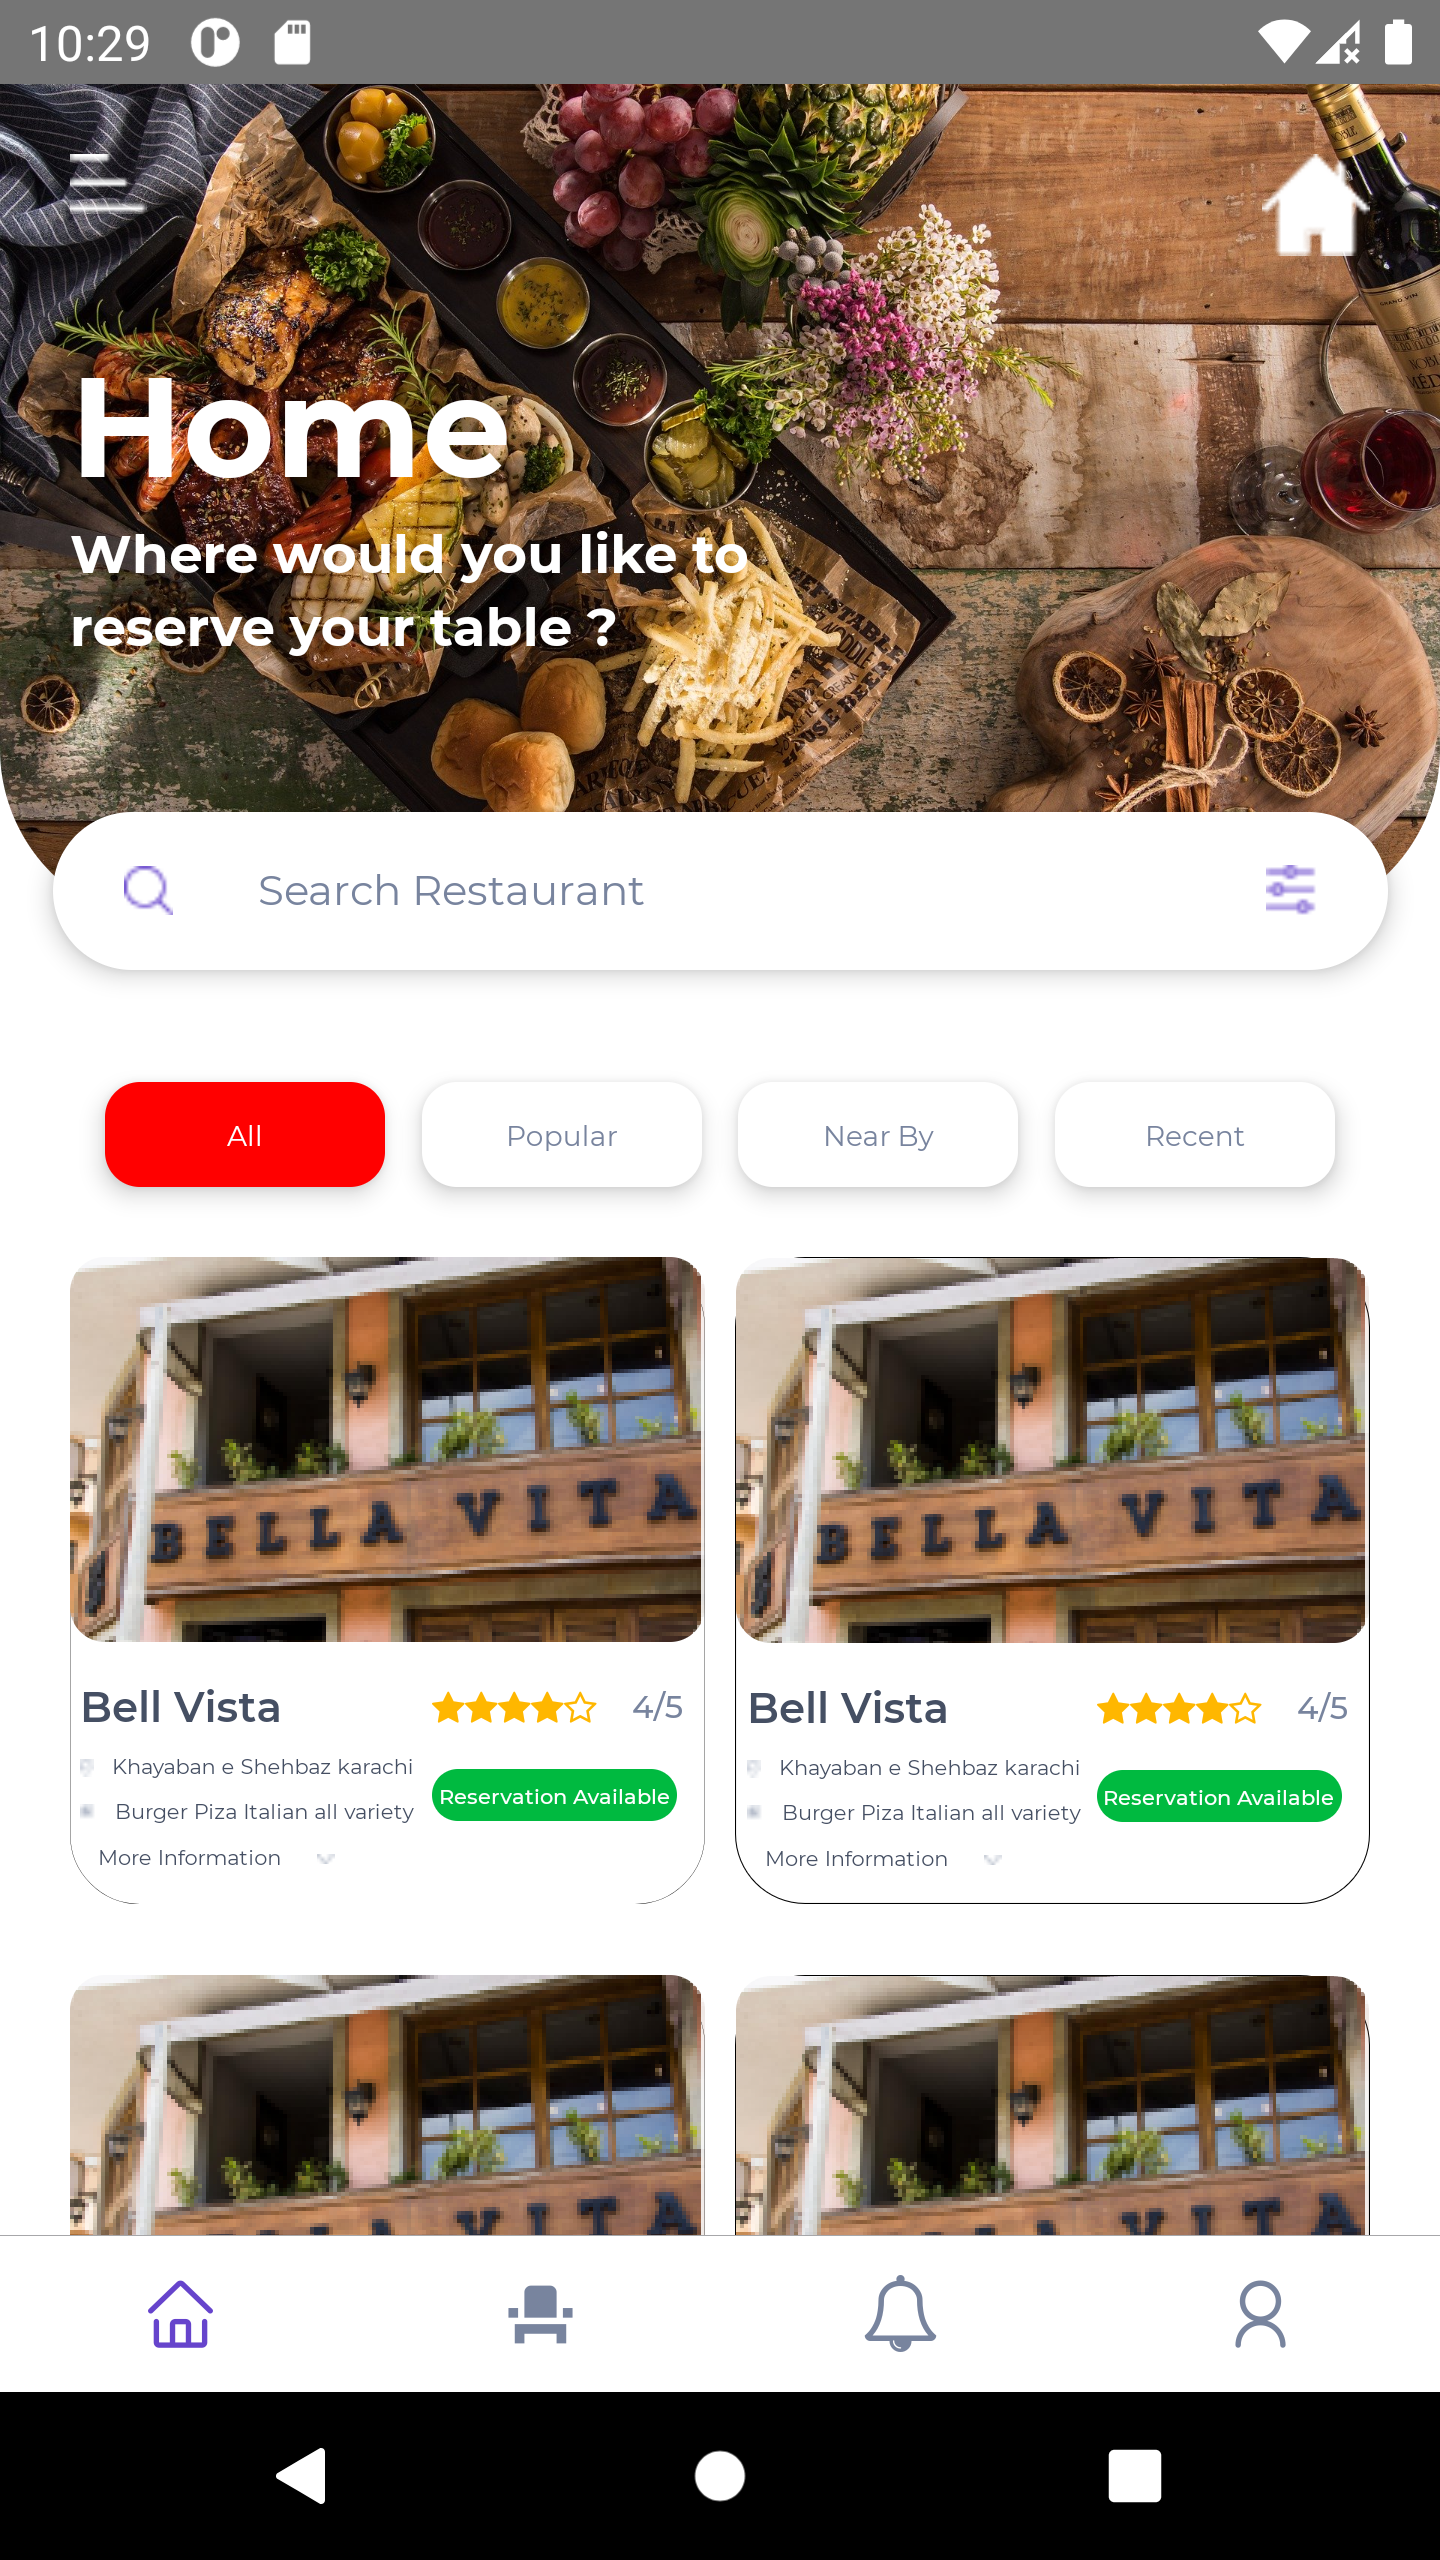 10:29
Home
Where would you like to
reserve your table ?
Search Restaurant
All
Popular
Near By
Recent
BELLA VITA
BELLA VITA
Bell Vista
4/5
Khayaban e Shehbaz karachi
Burger Piza Italian all variety
Reservation Available
More Information
Bell Vista
4/5
Khayaban e Shehbaz karachi
Burger Piza Italian all variety
Reservation Available
More Information